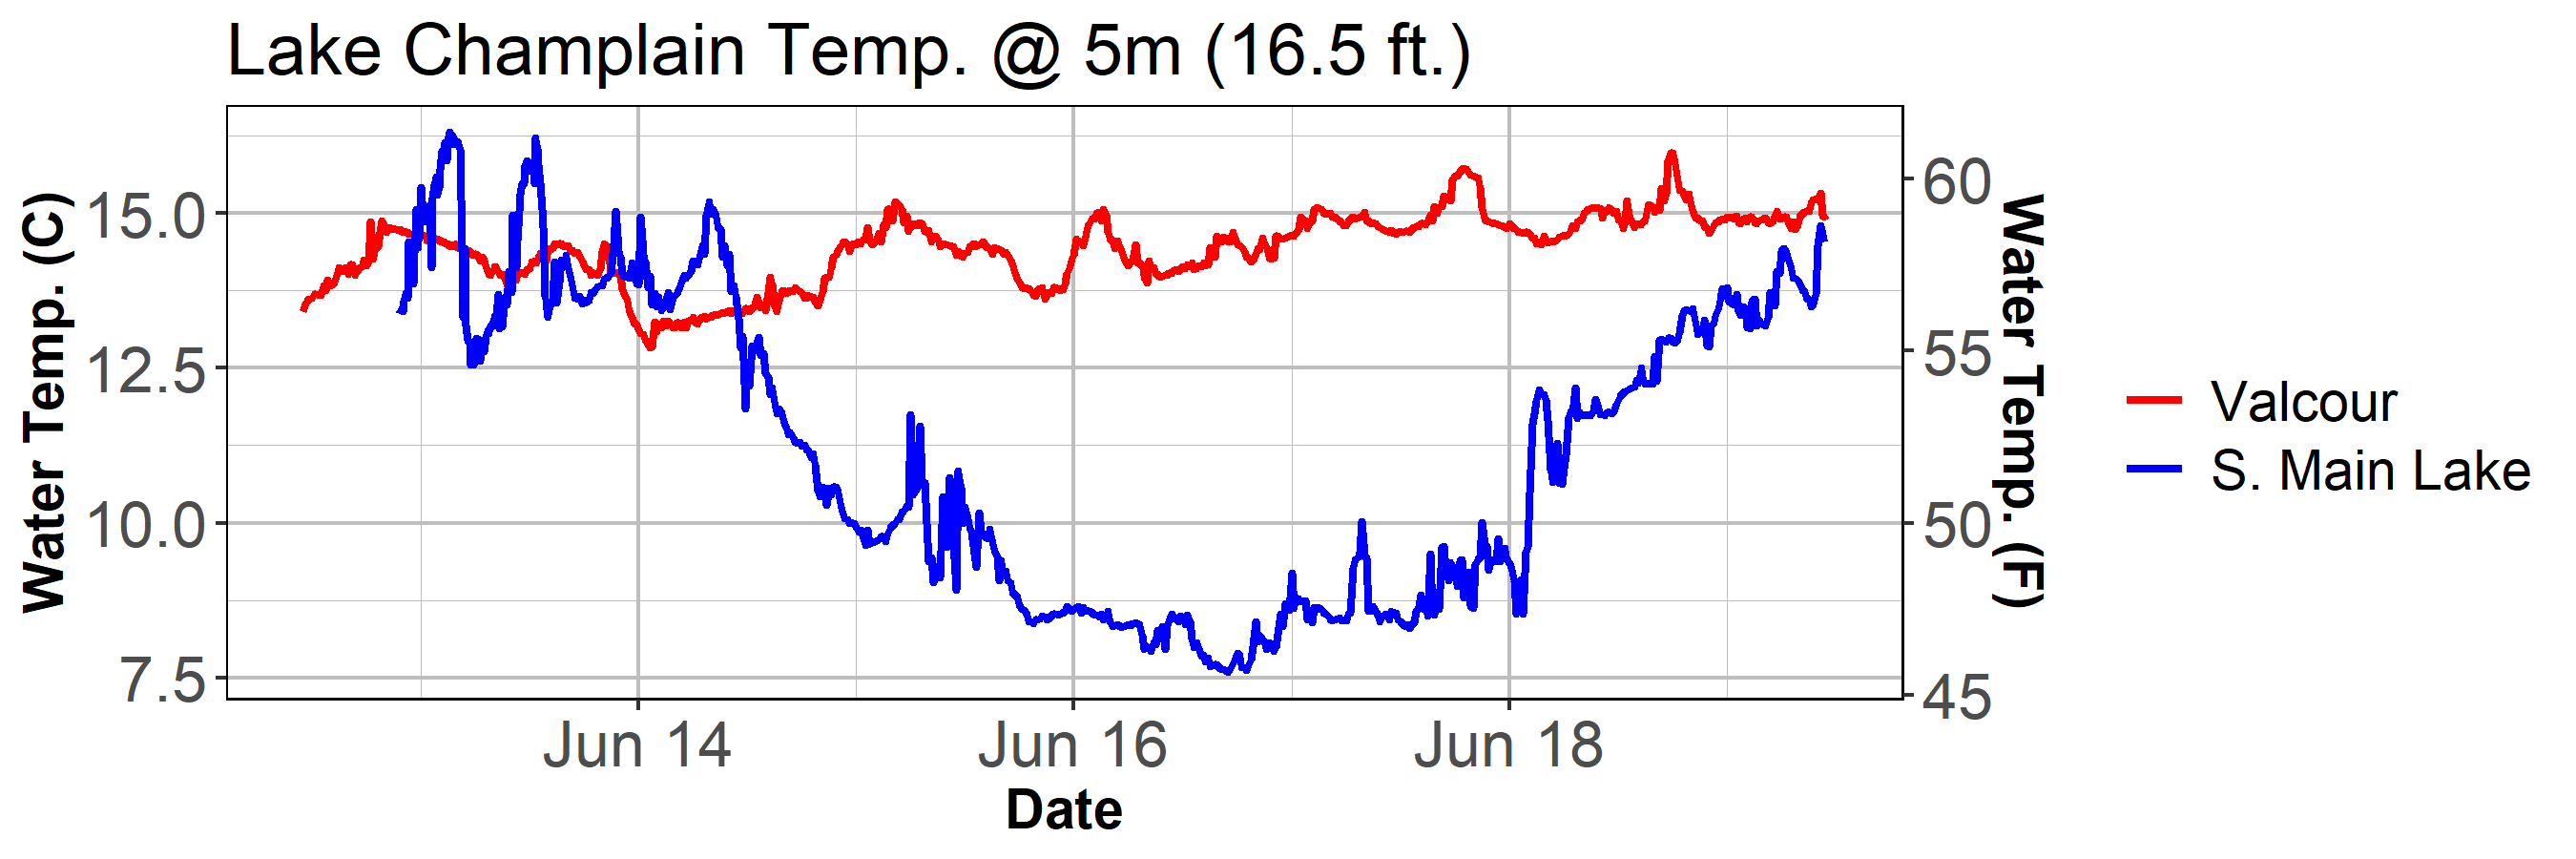 Lake Champlain Temp. @ 5m (16.5 ft.)
Water Temp. (C)
15.0
12.5
10.0
7.5
60
55
50
45
Water Temp. (F)
Jun 14
Jun 16
Jun 18
Date
Valcour
S. Main Lake